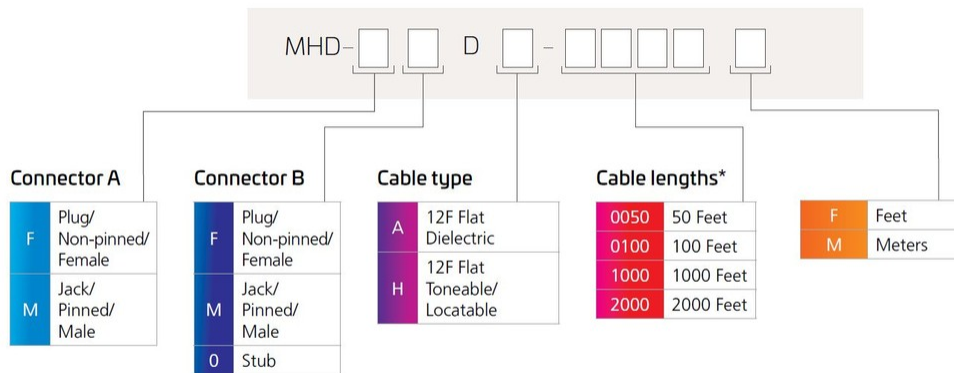 MHD- D -
Connector A
F Plug/
Non-pinned/
Female
M Jack/
Pinned/
Male
Connector B
F Plug/
Non-pinned/
Female
M Jack/
Pinned/
Male
0 Stub
Cable type
A 12F Flat
Dielectric
H 12F Flat
Toneable/
Locatable
Cable lengths*
0050 50 Feet
0100 100 Feet
1000 1000 Feet
2000 2000 Feet
F Feet
M Meters